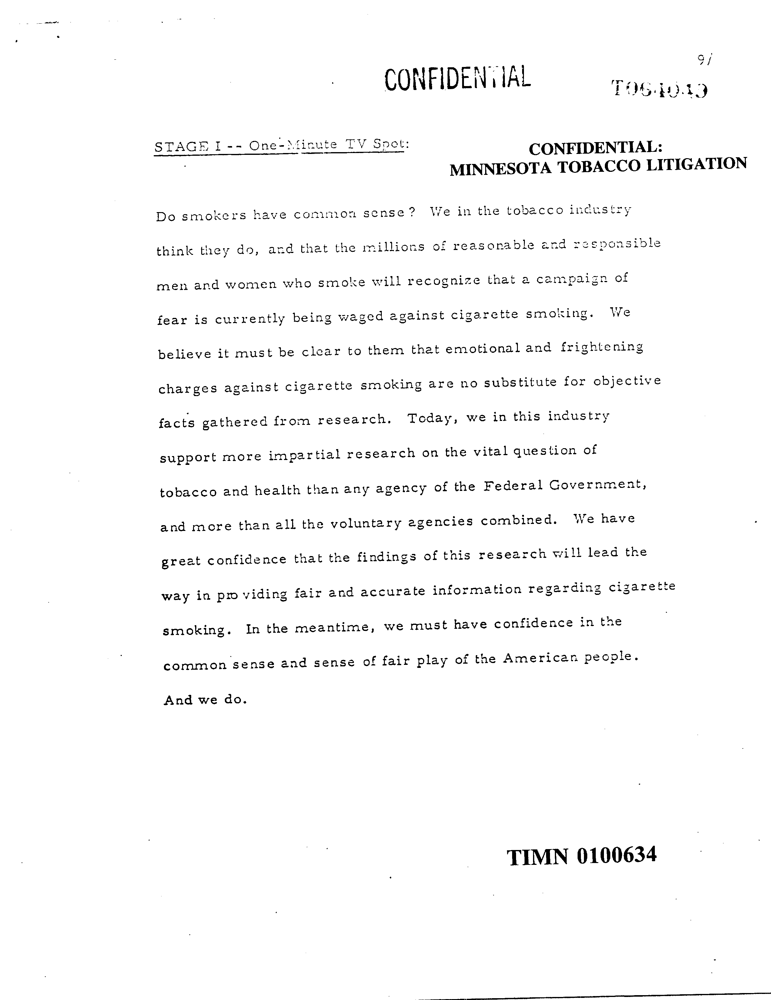 9/
CONFIDENTIAL
STAGE I -- One-Minute TV Spot:
CONFIDENTIAL:
MINNESOTA TOBACCO LITIGATION
Do smokers have common sense? We in the tobacco industry
think they do, and that the millions of reasonable and responsible
men and women who smoke will recognize that a campaign of
fear is currently being waged against cigarette smoking. We
believe it must be clear to them that emotional and frightening
charges against cigarette smoking are no substitute for objective
facts gathered from research. Today, we in this industry
support more impartial research on the vital question of
tobacco and health than any agency of the Federal Government,
and more than all the voluntary agencies combined. We have
great confidence that the findings of this research will lead the
way in pro viding fair and accurate information regarding cigarette
smoking. In the meantime, we must have confidence in the
common sense and sense of fair play of the American people.
And we do.
TIMN 0100634